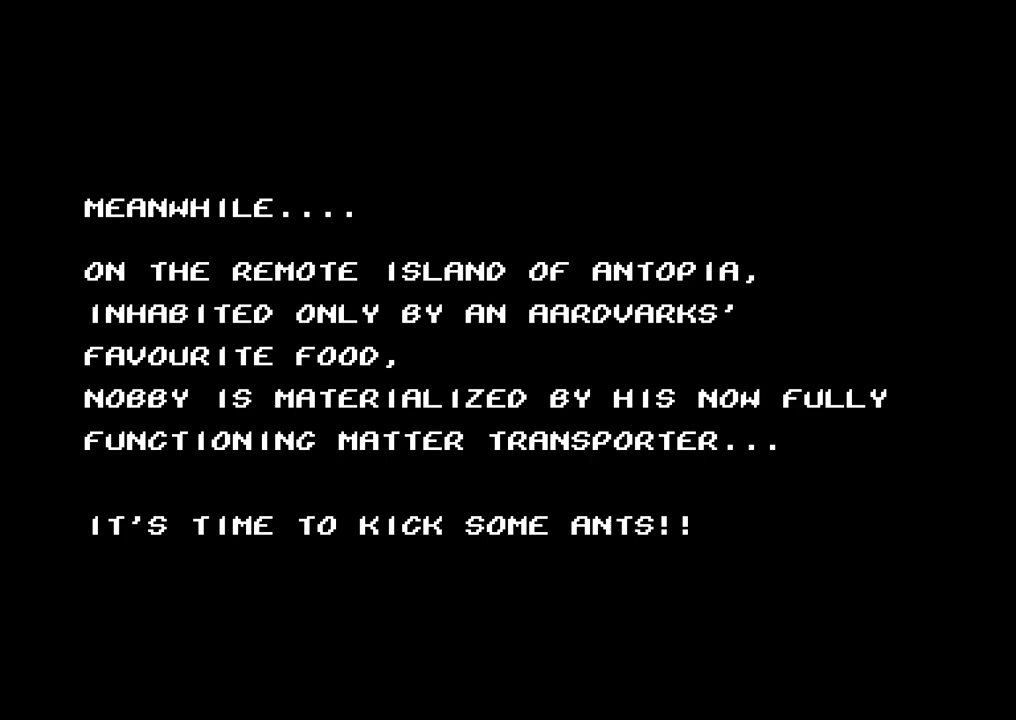 MEANWHILE....
ON THE REMOTE ISLAND OF ANTOPIA,
INHABITED ONLY BY AN AARDVARKS'
FAVOURITE FOOD,
NOBBY IS MATERIALIZED BY HIS NOW FULLY
FUNCTIONING MATTER TRANSPORTER...
IT'S TIME TO KICK SOME ANTS!!